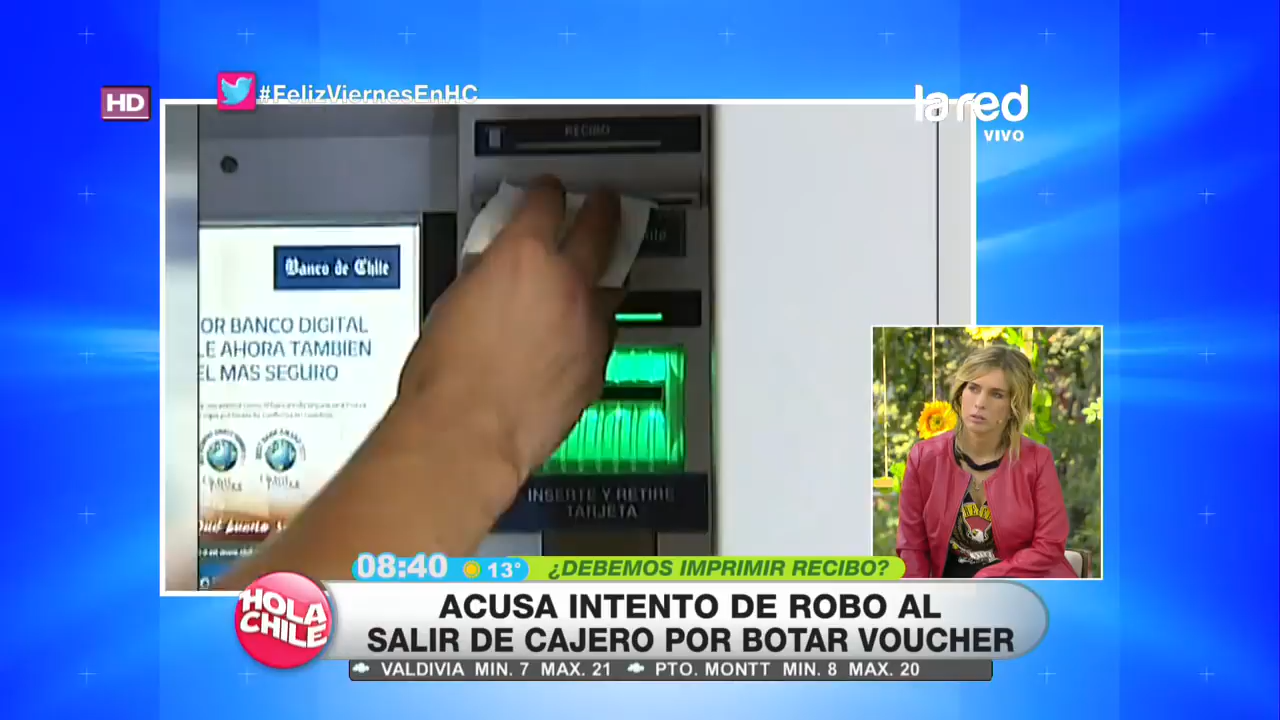 HD
#FelizViernesEnHC
la red
VIVO
RECIBO
Banco de Chile
OR BANCO DIGITAL
LE AHORA TAMBIEN
EL MAS SEGURO
INSERTE Y RETIRE
TARJETA
08:40
13°
¿DEBEMOS IMPRIMIR RECIBO?
HOLA
CHILE
ACUSA INTENTO DE ROBO AL
SALIR DE CAJERO POR BOTAR VOUCHER
VALDIVIA MIN. 7 MAX. 21 PTO. MONTT MIN. 8 MAX. 20